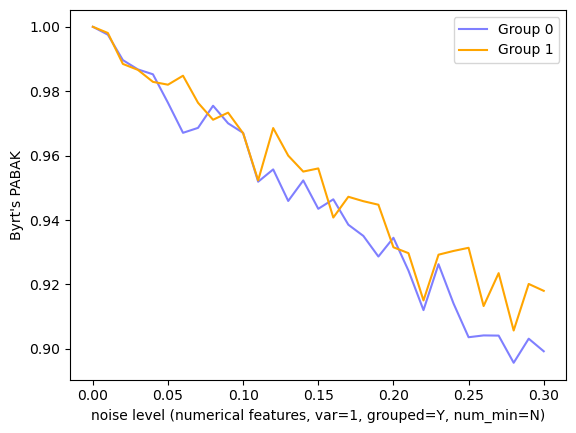 1.00
0.98
0.96
0.94
0.92
0.90
Byrt's PABAK
Group 0
Group 1
0.00 0.05 0.10 0.15 0.20 0.25 0.30
noise level (numerical features, var=1, grouped=Y, num_min=N)